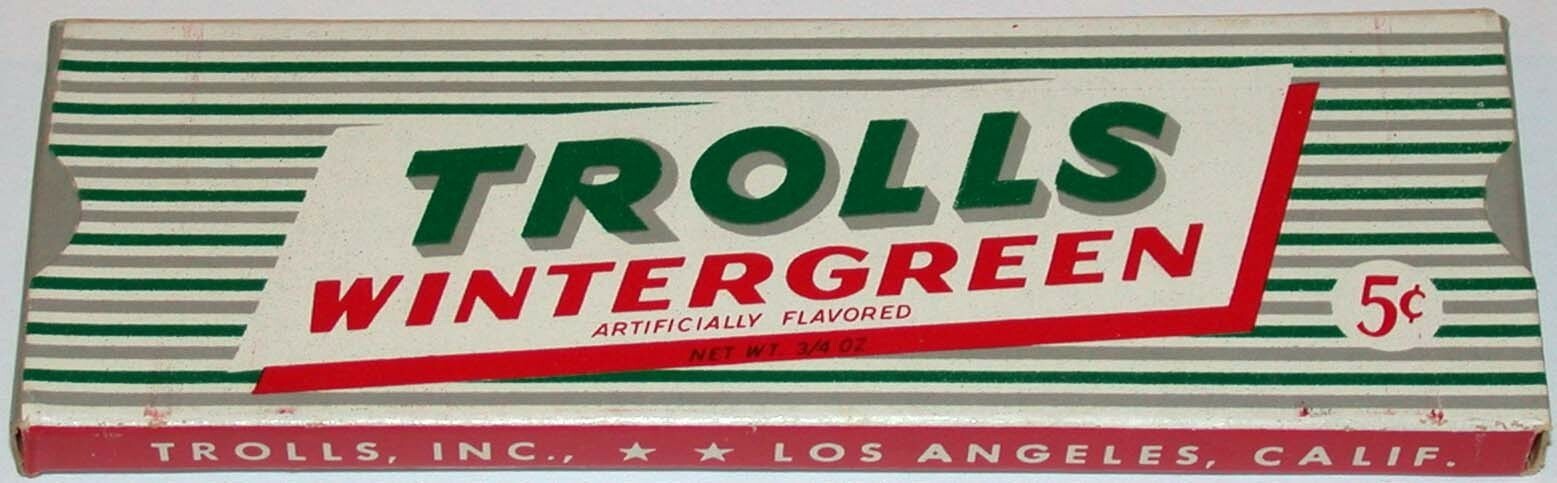 TROLLS
WINTERGREEN
ARTIFICIALLY FLAVORED
NET WT. 3/4 OZ
5¢
TROLLS, INC., ★ ★ LOS ANGELES, CALIF.